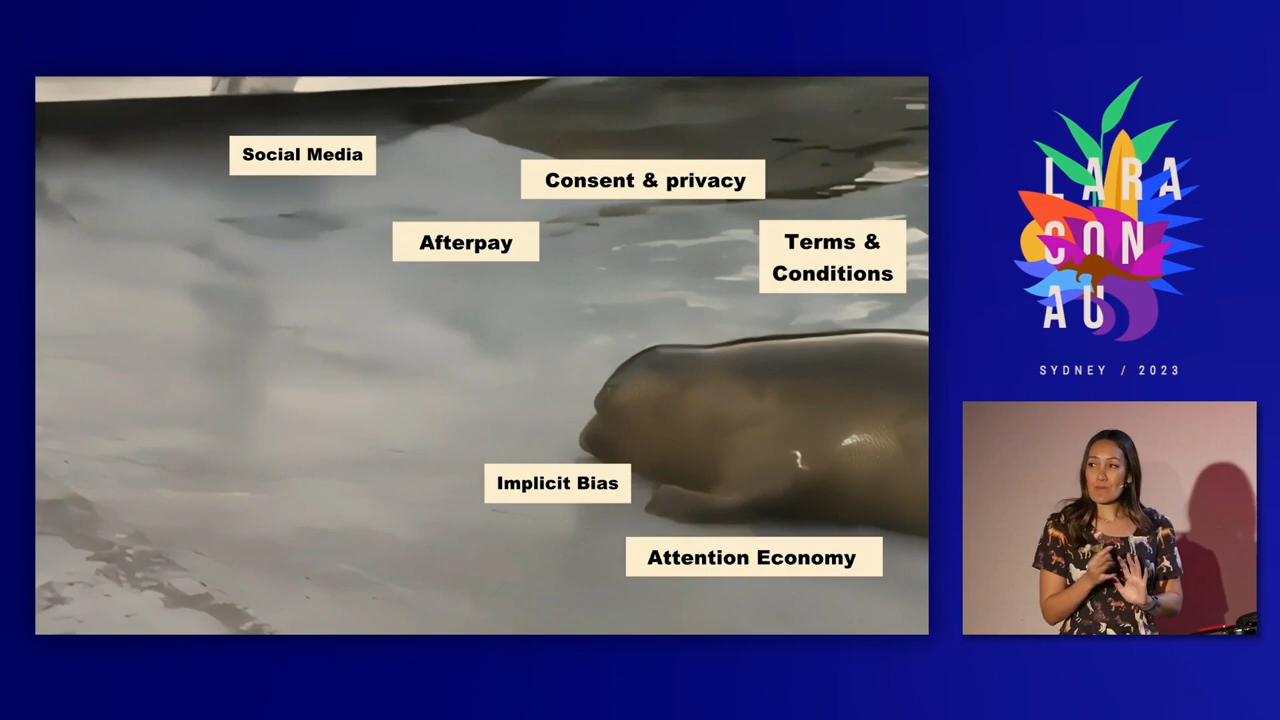 Social Media
Consent & privacy
Afterpay
Terms &
Conditions
Implicit Bias
Attention Economy
LARA
CON
AU
SYDNEY / 2023